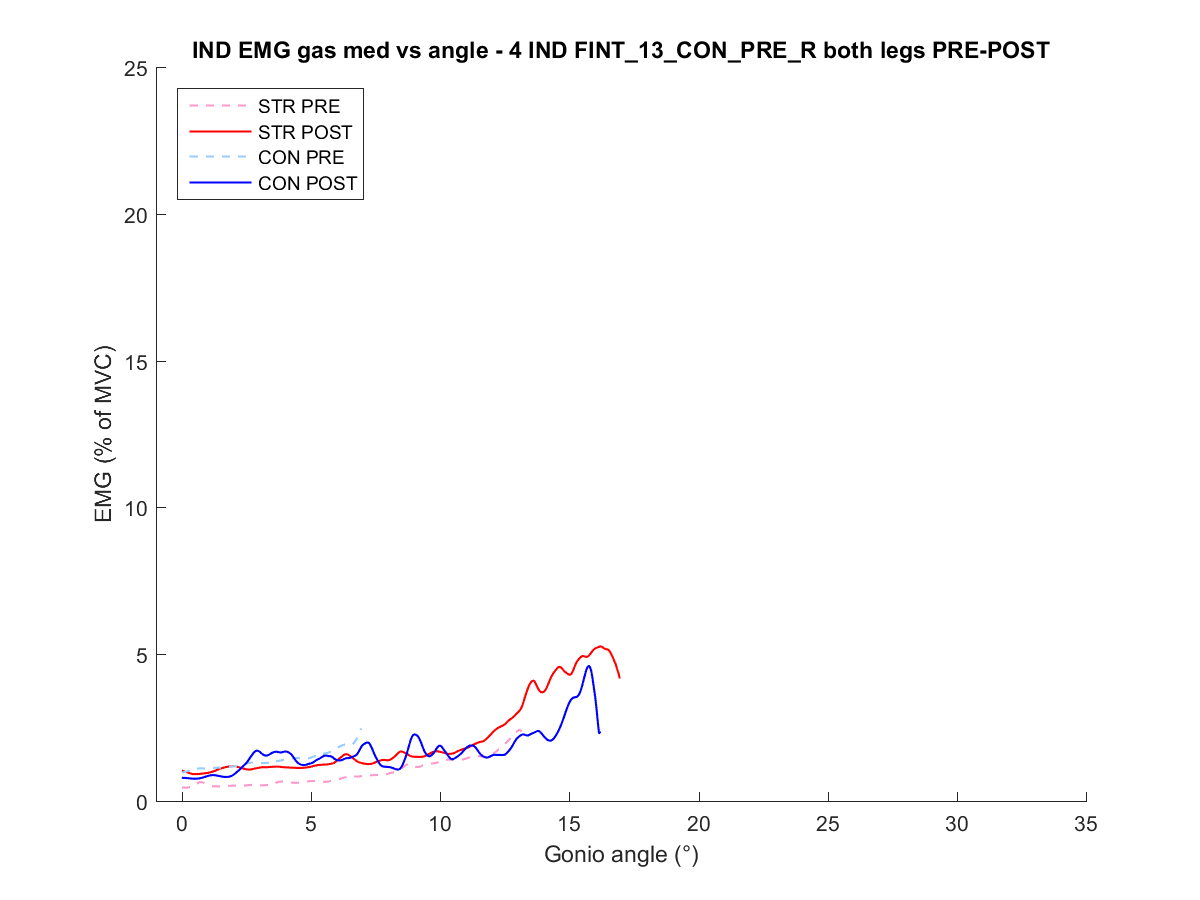 IND EMG gas med vs angle - 4 IND FINT_13_CON_PRE_R both legs PRE-POST
25
STR PRE
STR POST
CON PRE
CON POST
20
15
EMG (% of MVC)
10
5
0
0 5 10 15 20 25 30 35
Gonio angle (°)